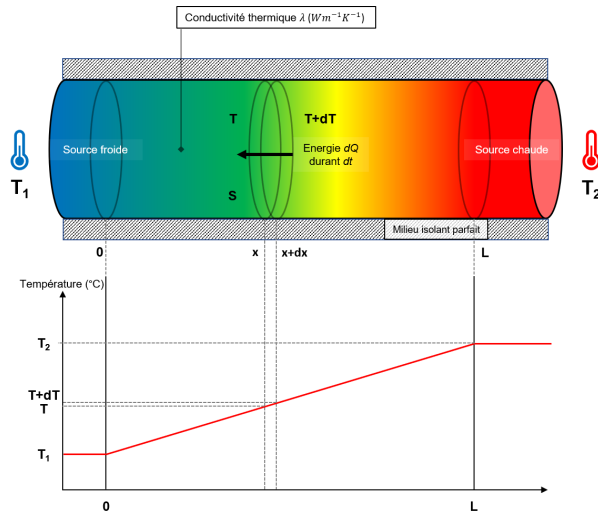 Conductivité thermique λ (Wm⁻¹K⁻¹)
T
T+dT
Source froide
Energie dQ
durant dt
Source chaude
T₁
T₂
S
Milieu isolant parfait
0
x
x+dx
L
Température (°C)
T₂
T+dT
T
T₁
0
L